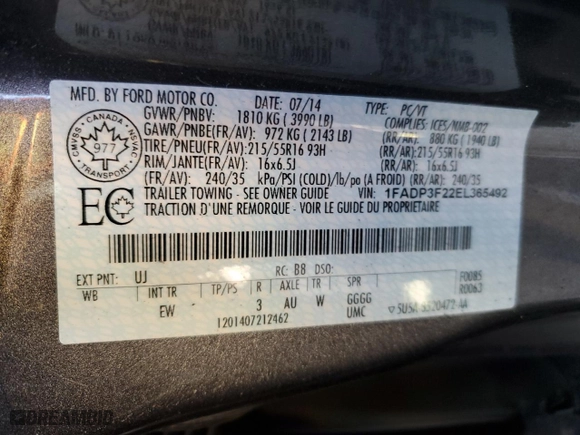 MFD. BY FORD MOTOR CO. DATE: 07/14 TYPE: PC/VT
GVWR/PNBV: 1810 KG ( 3990 LB) COMPLIES: ICES/NMB-002
GAWR/PNBE(FR/AV): 972 KG ( 2143 LB) (RR/AR): 880 KG ( 1940 LB)
TIRE/PNEU(FR/AV): 215/55R16 93H (RR/AR): 215/55R16 93H
RIM/JANTE(FR/AV): 16x6.5J (RR/AR): 16x6.5J
(FR/AV): 240/35 kPa/PSI (COLD)/lb/po (A FROID) (RR/AR): 240/35
TRAILER TOWING - SEE OWNER GUIDE VIN: 1FADP3F22EL365492
TRACTION D'UNE REMORQUE - VOIR LE GUIDE DU PROPRIETAIRE
CMVSS CANADA NSVAC
977
TRANSPORT
EC
EXT PNT: UJ RC: B8 DSO: F0085
WB INT TR TP/PS R AXLE TR SPR R0063
EW 3 AU W GGGG
UMC
1201407212462
DREAMBID